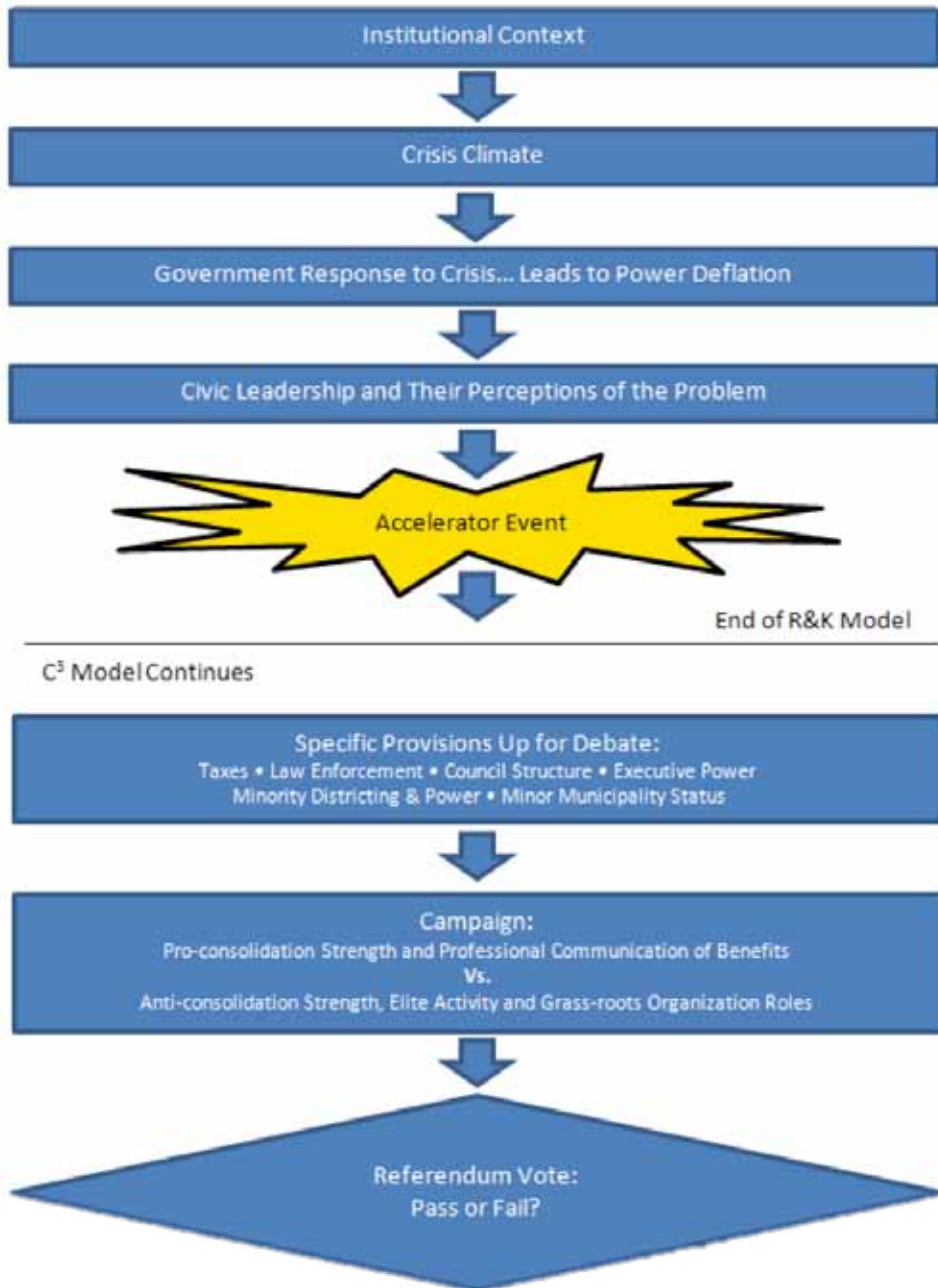 Institutional Context
Crisis Climate
Government Response to Crisis... Leads to Power Deflation
Civic Leadership and Their Perceptions of the Problem
Accelerator Event
End of R&K Model
C³ Model Continues
Specific Provisions Up for Debate:
Taxes • Law Enforcement • Council Structure • Executive Power
Minority Districting & Power • Minor Municipality Status
Campaign:
Pro-consolidation Strength and Professional Communication of Benefits
Vs.
Anti-consolidation Strength, Elite Activity and Grass-roots Organization Roles
Referendum Vote:
Pass or Fail?